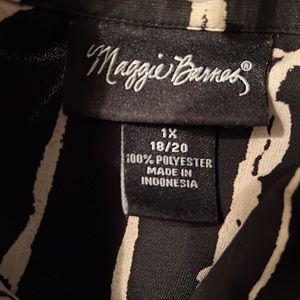 Maggie Barnes®
1X
18/20
100% POLYESTER
MADE IN
INDONESIA